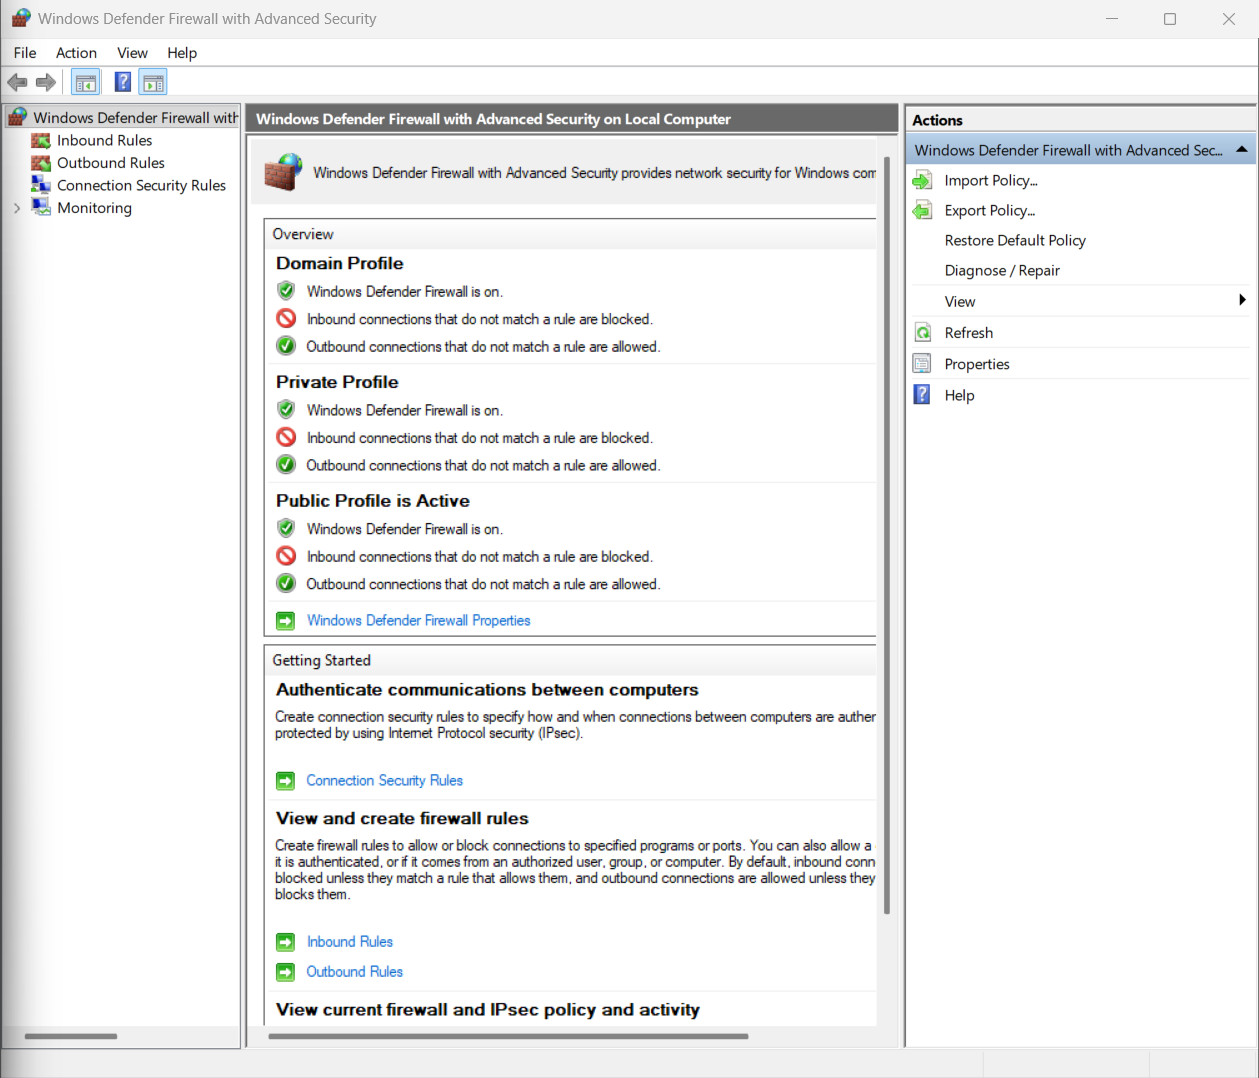 Windows Defender Firewall with Advanced Security
File Action View Help
Windows Defender Firewall with
Inbound Rules
Outbound Rules
Connection Security Rules
Monitoring
Windows Defender Firewall with Advanced Security on Local Computer
Windows Defender Firewall with Advanced Security provides network security for Windows com
Overview
Domain Profile
Windows Defender Firewall is on.
Inbound connections that do not match a rule are blocked.
Outbound connections that do not match a rule are allowed.
Private Profile
Windows Defender Firewall is on.
Inbound connections that do not match a rule are blocked.
Outbound connections that do not match a rule are allowed.
Public Profile is Active
Windows Defender Firewall is on.
Inbound connections that do not match a rule are blocked.
Outbound connections that do not match a rule are allowed.
Windows Defender Firewall Properties
Getting Started
Authenticate communications between computers
Create connection security rules to specify how and when connections between computers are auther
protected by using Internet Protocol security (IPsec).
Connection Security Rules
View and create firewall rules
Create firewall rules to allow or block connections to specified programs or ports. You can also allow a
it is authenticated, or if it comes from an authorized user, group, or computer. By default, inbound conn
blocked unless they match a rule that allows them, and outbound connections are allowed unless they
blocks them.
Inbound Rules
Outbound Rules
View current firewall and IPsec policy and activity
Actions
Windows Defender Firewall with Advanced Sec...
Import Policy...
Export Policy...
Restore Default Policy
Diagnose / Repair
View
Refresh
Properties
Help